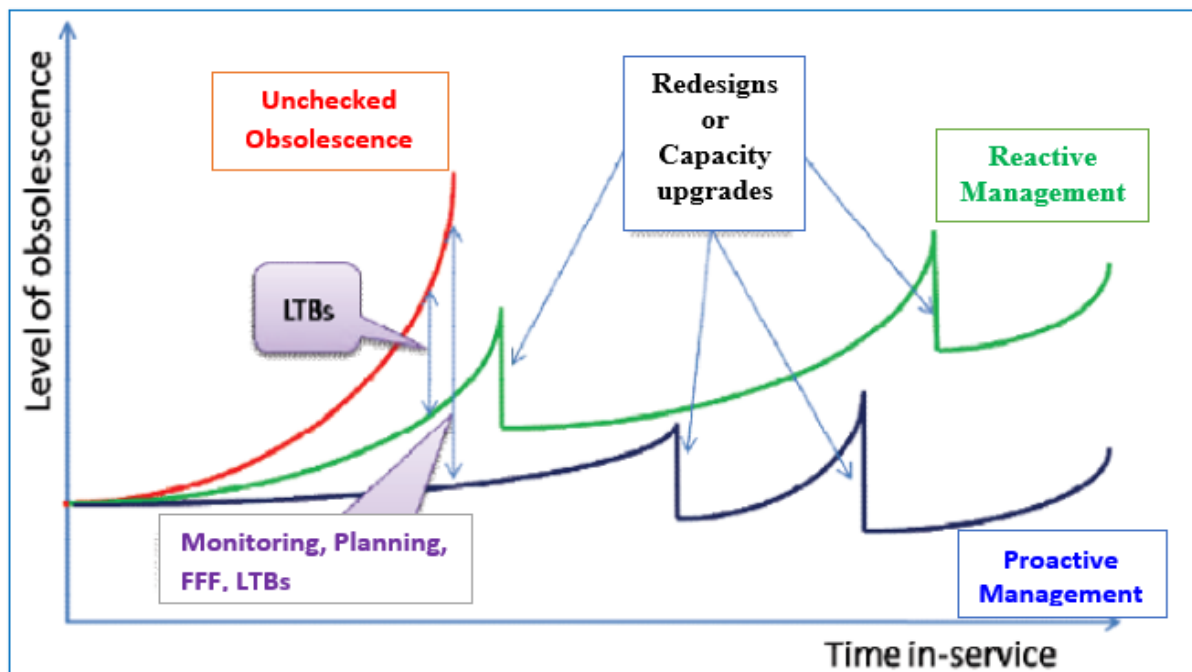 Level of obsolescence
Unchecked
Obsolescence
Redesigns
or
Capacity
upgrades
Reactive
Management
LTBs
Monitoring, Planning,
FFF, LTBs
Proactive
Management
Time in-service